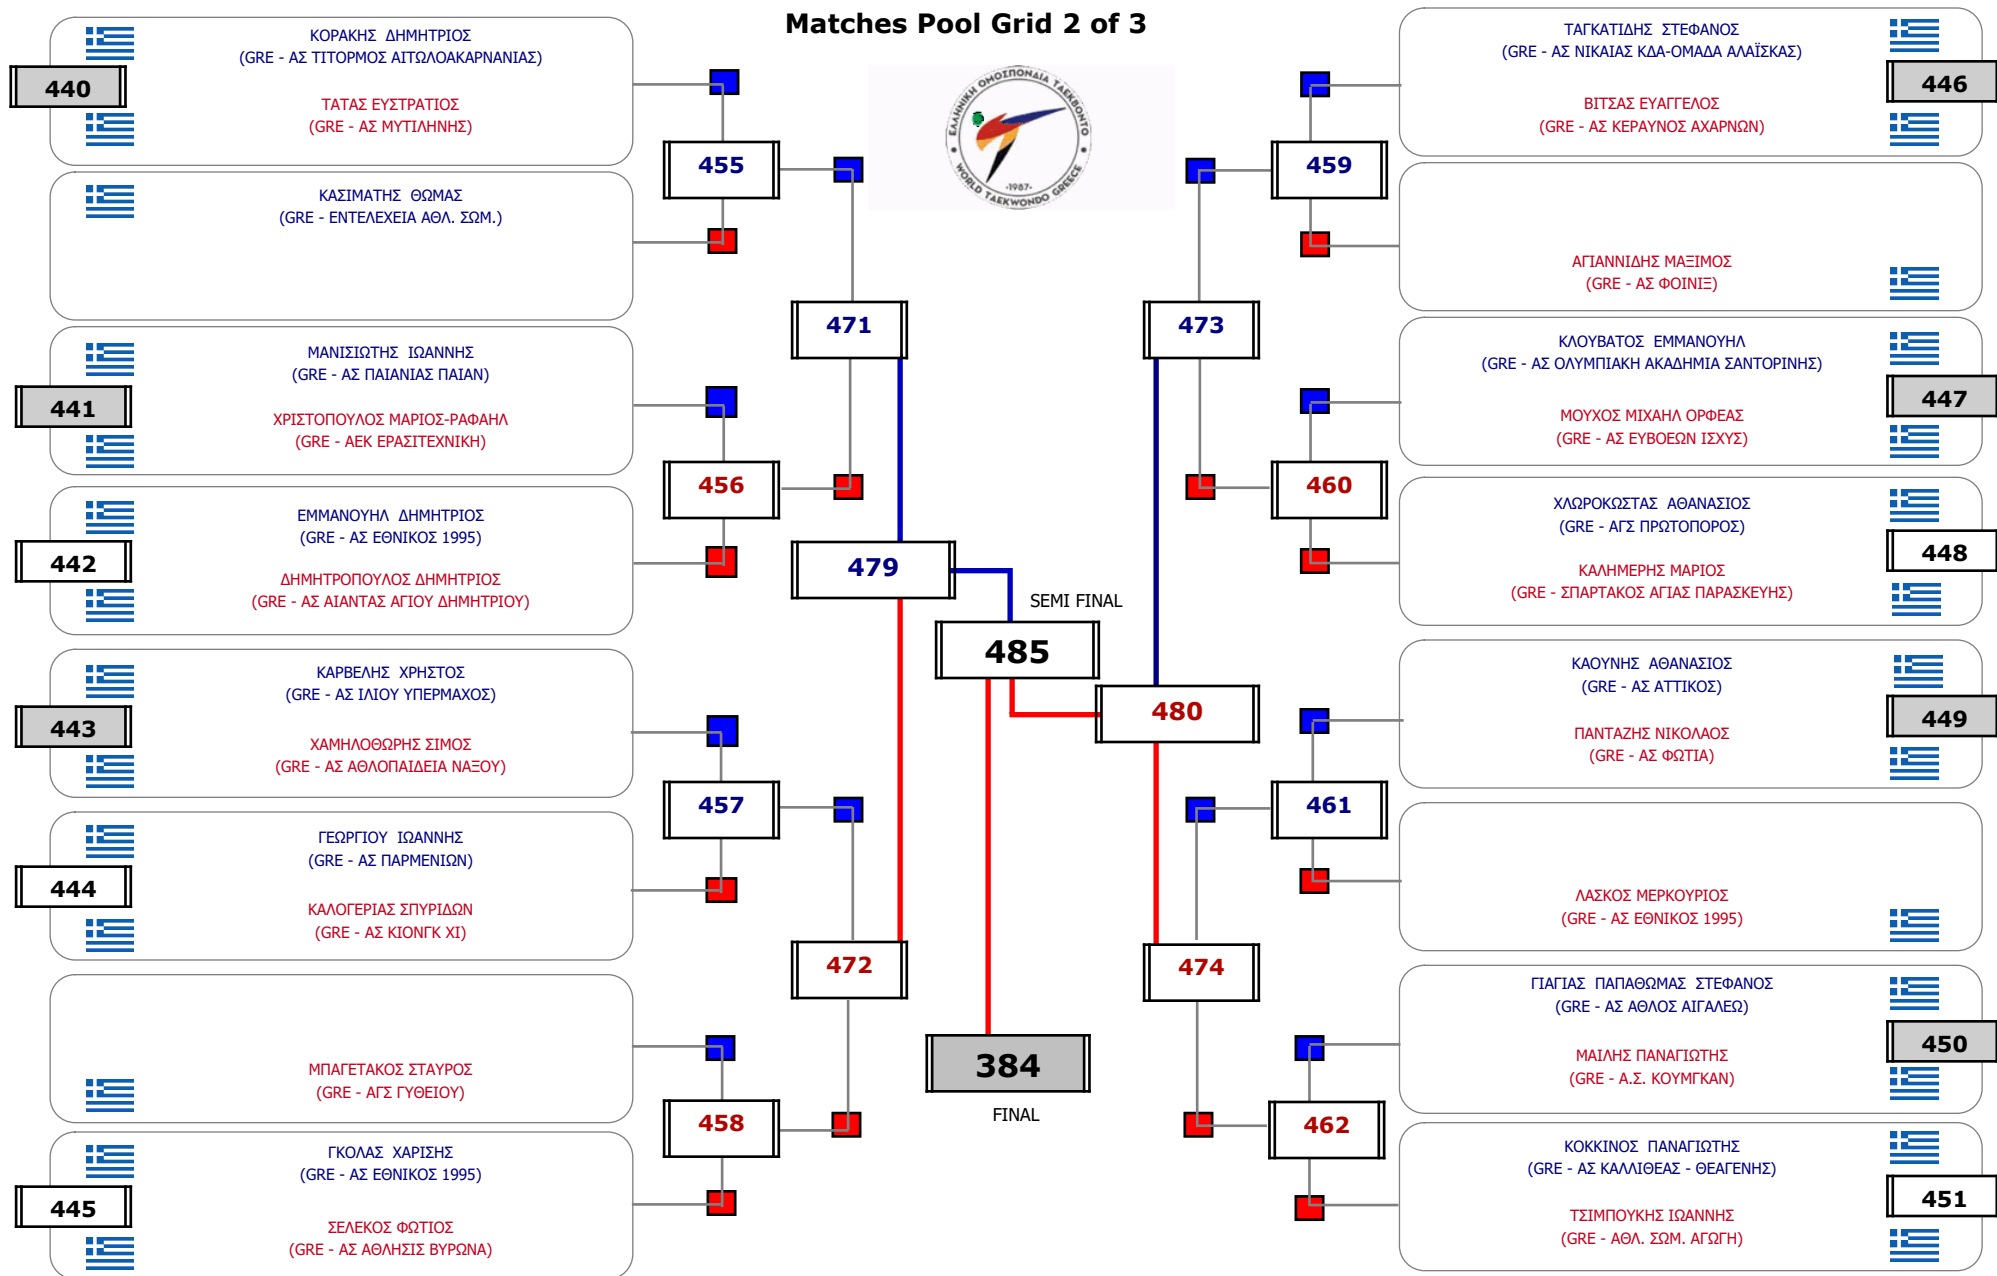 Matches Pool Grid 2 of 3
ΚΟΡΑΚΗΣ ΔΗΜΗΤΡΙΟΣ
(GRE - ΑΣ ΤΙΤΟΡΜΟΣ ΑΙΤΩΛΟΑΚΑΡΝΑΝΙΑΣ)
440
ΤΑΤΑΣ ΕΥΣΤΡΑΤΙΟΣ
(GRE - ΑΣ ΜΥΤΙΛΗΝΗΣ)
ΚΑΣΙΜΑΤΗΣ ΘΩΜΑΣ
(GRE - ΕΝΤΕΛΕΧΕΙΑ ΑΘΛ. ΣΩΜ.)
ΜΑΝΙΣΙΩΤΗΣ ΙΩΑΝΝΗΣ
(GRE - ΑΣ ΠΑΙΑΝΙΑΣ ΠΑΙΑΝ)
441
ΧΡΙΣΤΟΠΟΥΛΟΣ ΜΑΡΙΟΣ-ΡΑΦΑΗΛ
(GRE - ΑΕΚ ΕΡΑΣΙΤΕΧΝΙΚΗ)
ΕΜΜΑΝΟΥΗΛ ΔΗΜΗΤΡΙΟΣ
(GRE - ΑΣ ΕΘΝΙΚΟΣ 1995)
442
ΔΗΜΗΤΡΟΠΟΥΛΟΣ ΔΗΜΗΤΡΙΟΣ
(GRE - ΑΣ ΑΙΑΝΤΑΣ ΑΓΙΟΥ ΔΗΜΗΤΡΙΟΥ)
ΚΑΡΒΕΛΗΣ ΧΡΗΣΤΟΣ
(GRE - ΑΣ ΙΛΙΟΥ ΥΠΕΡΜΑΧΟΣ)
443
ΧΑΜΗΛΟΘΩΡΗΣ ΣΙΜΟΣ
(GRE - ΑΣ ΑΘΛΟΠΑΙΔΕΙΑ ΝΑΞΟΥ)
ΓΕΩΡΓΙΟΥ ΙΩΑΝΝΗΣ
(GRE - ΑΣ ΠΑΡΜΕΝΙΩΝ)
444
ΚΑΛΟΓΕΡΙΑΣ ΣΠΥΡΙΔΩΝ
(GRE - ΑΣ ΚΙΟΝΓΚ ΧΙ)
ΜΠΑΓΕΤΑΚΟΣ ΣΤΑΥΡΟΣ
(GRE - ΑΓΣ ΓΥΘΕΙΟΥ)
ΓΚΟΛΑΣ ΧΑΡΙΣΗΣ
(GRE - ΑΣ ΕΘΝΙΚΟΣ 1995)
445
ΣΕΛΕΚΟΣ ΦΩΤΙΟΣ
(GRE - ΑΣ ΑΘΛΗΣΙΣ ΒΥΡΩΝΑ)
455
456
457
458
471
472
479
ΕΛΛΗΝΙΚΗ ΟΜΟΣΠΟΝΔΙΑ ΤΑΕΚΒΟΝΤΟ
-1987-
WORLD TAEKWONDO GREECE
SEMI FINAL
485
480
384
FINAL
473
474
459
460
461
462
ΤΑΓΚΑΤΙΔΗΣ ΣΤΕΦΑΝΟΣ
(GRE - ΑΣ ΝΙΚΑΙΑΣ ΚΔΑ-ΟΜΑΔΑ ΑΛΑΪΣΚΑΣ)
446
ΒΙΤΣΑΣ ΕΥΑΓΓΕΛΟΣ
(GRE - ΑΣ ΚΕΡΑΥΝΟΣ ΑΧΑΡΝΩΝ)
ΑΓΙΑΝΝΙΔΗΣ ΜΑΞΙΜΟΣ
(GRE - ΑΣ ΦΟΙΝΙΞ)
ΚΛΟΥΒΑΤΟΣ ΕΜΜΑΝΟΥΗΛ
(GRE - ΑΣ ΟΛΥΜΠΙΑΚΗ ΑΚΑΔΗΜΙΑ ΣΑΝΤΟΡΙΝΗΣ)
447
ΜΟΥΧΟΣ ΜΙΧΑΗΛ ΟΡΦΕΑΣ
(GRE - ΑΣ ΕΥΒΟΕΩΝ ΙΣΧΥΣ)
ΧΛΩΡΟΚΩΣΤΑΣ ΑΘΑΝΑΣΙΟΣ
(GRE - ΑΓΣ ΠΡΩΤΟΠΟΡΟΣ)
448
ΚΑΛΗΜΕΡΗΣ ΜΑΡΙΟΣ
(GRE - ΣΠΑΡΤΑΚΟΣ ΑΓΙΑΣ ΠΑΡΑΣΚΕΥΗΣ)
ΚΑΟΥΝΗΣ ΑΘΑΝΑΣΙΟΣ
(GRE - ΑΣ ΑΤΤΙΚΟΣ)
449
ΠΑΝΤΑΖΗΣ ΝΙΚΟΛΑΟΣ
(GRE - ΑΣ ΦΩΤΙΑ)
ΛΑΣΚΟΣ ΜΕΡΚΟΥΡΙΟΣ
(GRE - ΑΣ ΕΘΝΙΚΟΣ 1995)
ΓΙΑΓΙΑΣ ΠΑΠΑΘΩΜΑΣ ΣΤΕΦΑΝΟΣ
(GRE - ΑΣ ΑΘΛΟΣ ΑΙΓΑΛΕΩ)
450
ΜΑΙΛΗΣ ΠΑΝΑΓΙΩΤΗΣ
(GRE - Α.Σ. ΚΟΥΜΓΚΑΝ)
ΚΟΚΚΙΝΟΣ ΠΑΝΑΓΙΩΤΗΣ
(GRE - ΑΣ ΚΑΛΛΙΘΕΑΣ - ΘΕΑΓΕΝΗΣ)
451
ΤΣΙΜΠΟΥΚΗΣ ΙΩΑΝΝΗΣ
(GRE - ΑΘΛ. ΣΩΜ. ΑΓΩΓΗ)